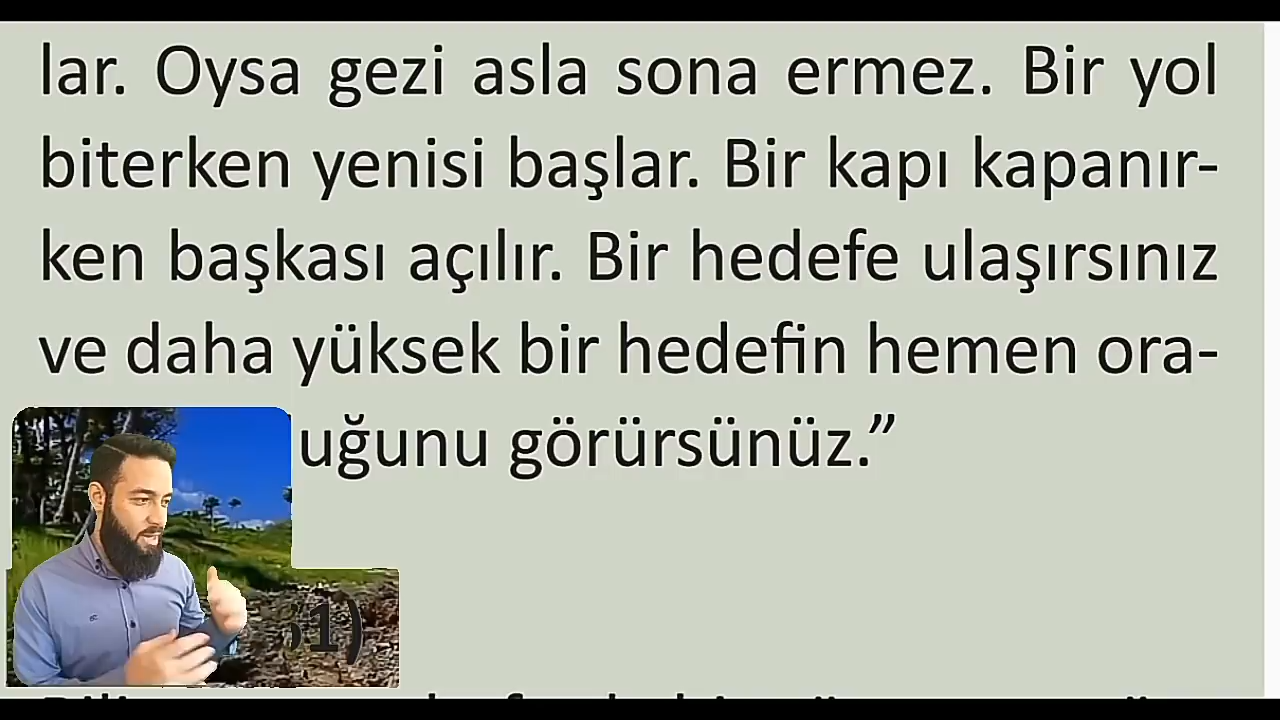 lar. Oysa gezi asla sona ermez. Bir yol
biterken yenisi başlar. Bir kapı kapanır-
ken başkası açılır. Bir hedefe ulaşırsınız
ve daha yüksek bir hedefin hemen ora-
uğunu görürsünüz.”
1)